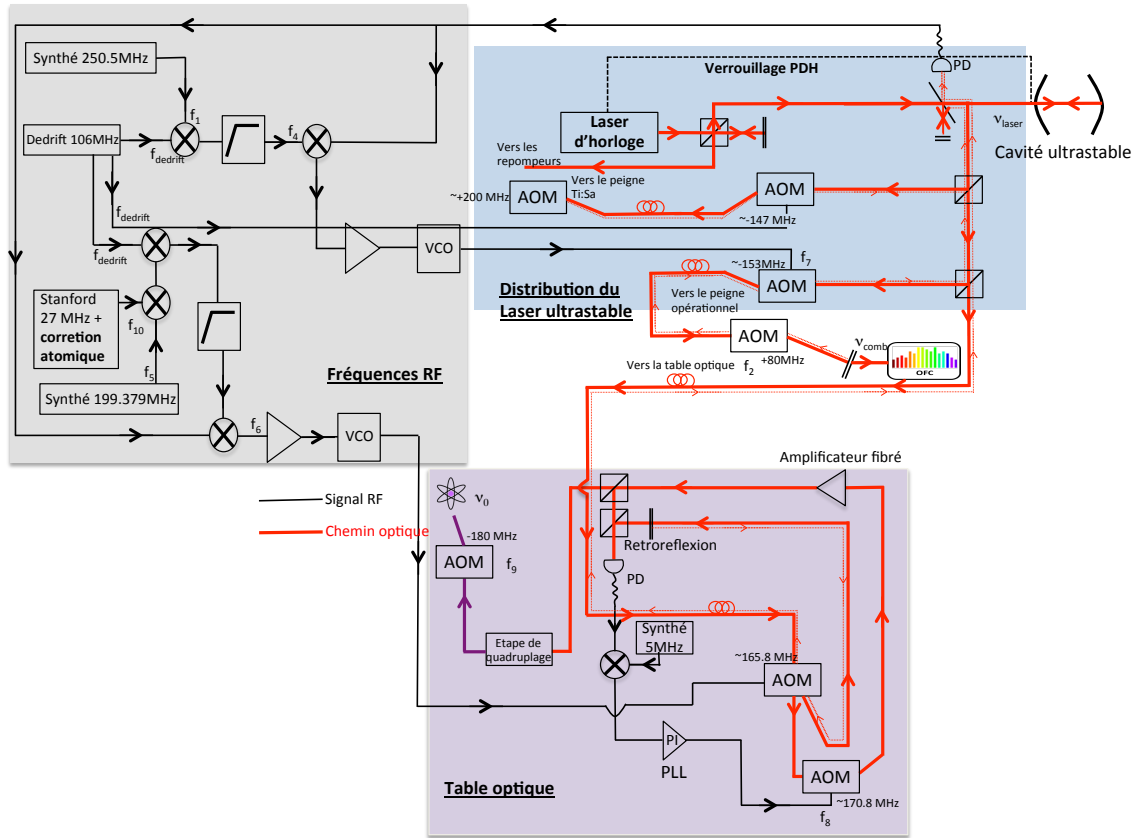 Synthé 250.5MHz
f1
Dedrift 106MHz
fdedrift
f4
fdedrift
fdedrift
Stanford
27 MHz +
corretion
atomique
f10
f5
Synthé 199.379MHz
Fréquences RF
f6
VCO
VCO
PD
Verrouillage PDH
Laser
d'horloge
νlaser
Cavité ultrastable
Vers les
repompeurs
Vers le peigne
Ti:Sa
~+200 MHz
AOM
AOM
~-147 MHz
~-153MHz
f7
AOM
Distribution du
Laser ultrastable
Vers le peigne
opérationnel
AOM
f2
+80MHz
νcomb
OFC
Vers la table optique
Signal RF
Chemin optique
Amplificateur fibré
ν0
-180 MHz
AOM
f9
Retroreflexion
PD
Etape de
quadruplage
Synthé
5MHz
~165.8 MHz
AOM
PI
PLL
AOM
~170.8 MHz
f8
Table optique